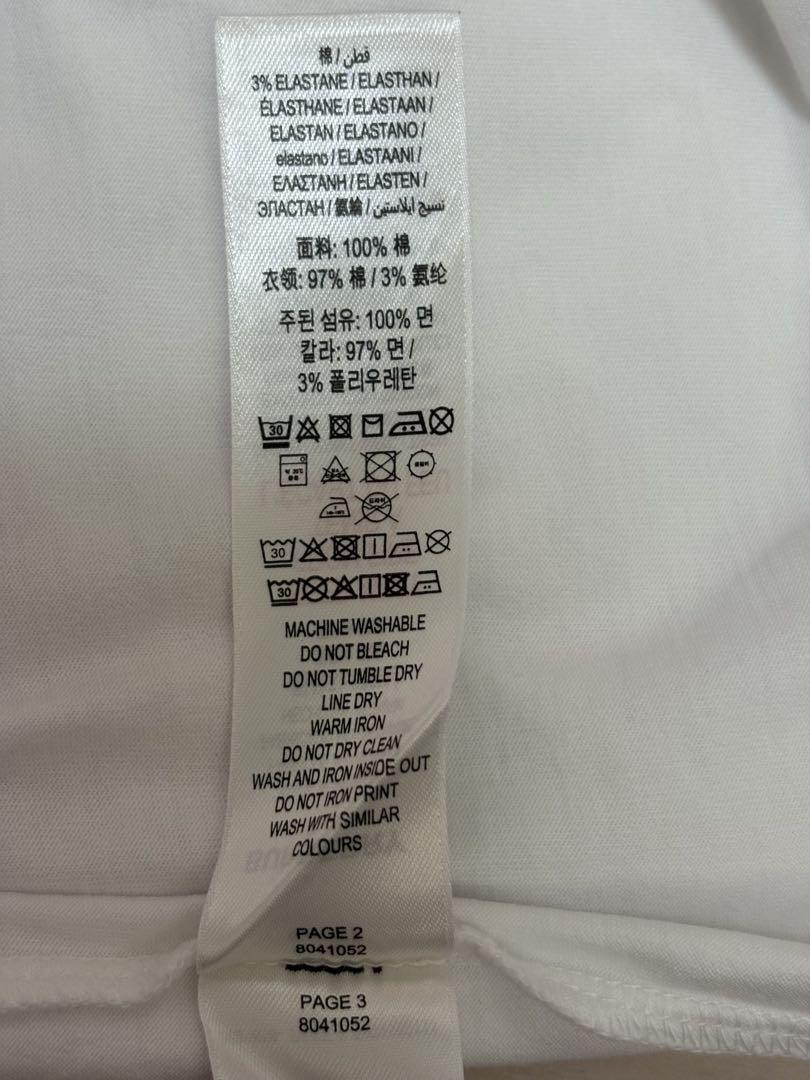 棉 / قطن
3% ELASTANE / ELASTHAN /
ÉLASTHANE / ELASTAAN /
ELASTAN / ELASTANO /
elastano / ELASTAANI /
ΕΛΑΣΤΑΝΗ / ELASTEN /
ЭЛАСТАН / 氨綸 / نسيج ايلاستين
面料: 100% 棉
衣领: 97% 棉 / 3% 氨纶
주된 섬유: 100% 면
칼라: 97% 면 /
3% 폴리우레탄
30
30
30
MACHINE WASHABLE
DO NOT BLEACH
DO NOT TUMBLE DRY
LINE DRY
WARM IRON
DO NOT DRY CLEAN
WASH AND IRON INSIDE OUT
DO NOT IRON PRINT
WASH WITH SIMILAR
COLOURS
PAGE 2
8041052
PAGE 3
8041052